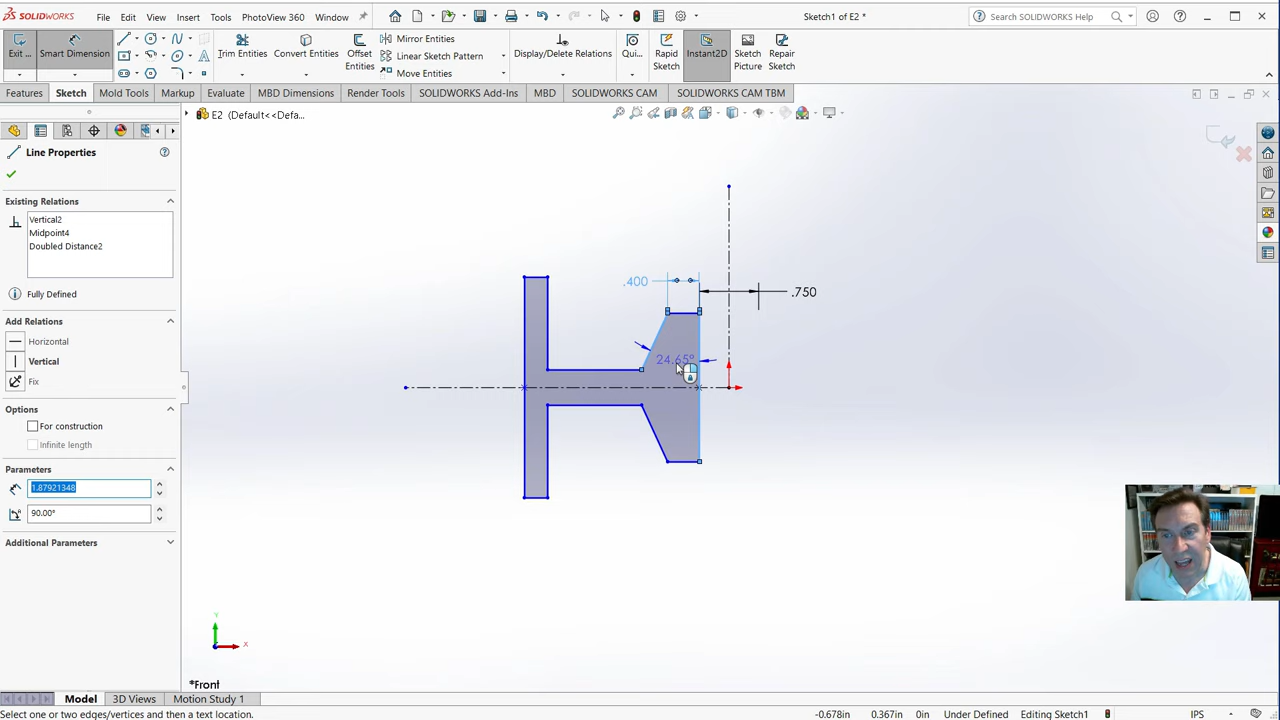 SOLIDWORKS File Edit View Insert Tools PhotoView 360 Window Sketch1 of E2 * Search SOLIDWORKS Help
Exit ... Smart Dimension Trim Entities Convert Entities Offset Entities Mirror Entities Linear Sketch Pattern Move Entities Display/Delete Relations Qui... Rapid Sketch Instant2D Sketch Picture Repair Sketch
Features Sketch Mold Tools Markup Evaluate MBD Dimensions Render Tools SOLIDWORKS Add-Ins MBD SOLIDWORKS CAM SOLIDWORKS CAM TBM
E2 (Default<<Defa...
Line Properties
Existing Relations
Vertical2
Midpoint4
Doubled Distance2
Fully Defined
Add Relations
Horizontal
Vertical
Fix
Options
For construction
Infinite length
Parameters
1.87921348
90.00°
Additional Parameters
.400
.750
24.65°
Y
X
*Front
Model 3D Views Motion Study 1
Select one or two edges/vertices and then a text location. -0.678in 0.367in 0in Under Defined Editing Sketch1 IPS